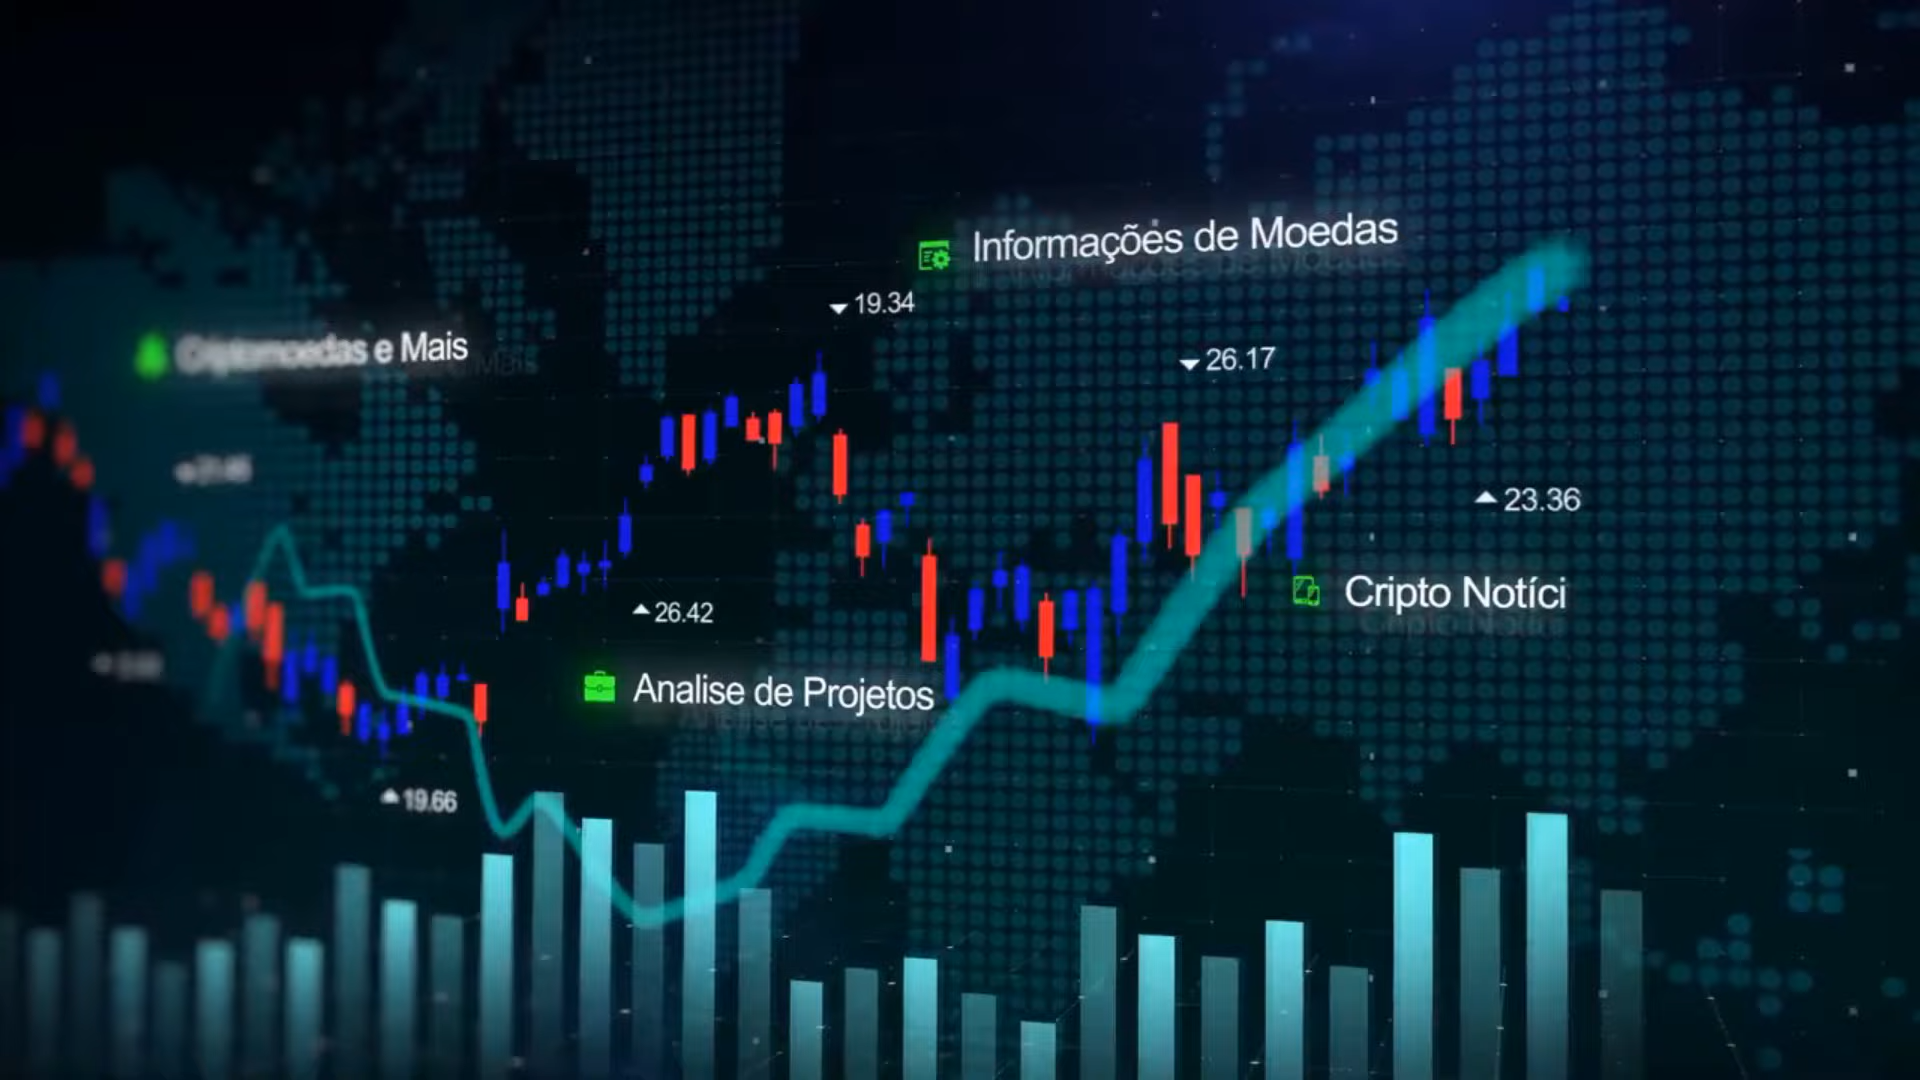 Informações de Moedas
19.34
Criptomoedas e Mais
26.17
23.36
Cripto Notíci
26.42
Analise de Projetos
19.66